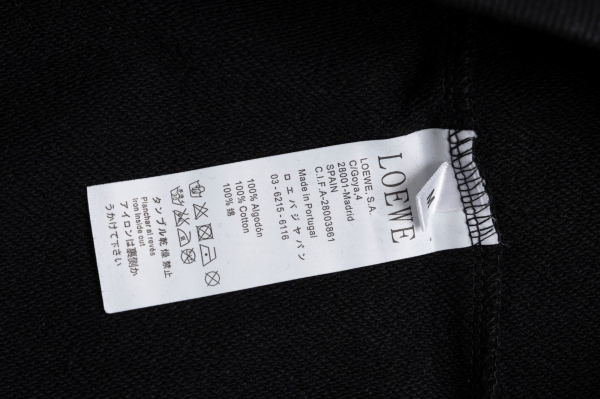 LOEWE
M
LOEWE, S.A.
C/Goya,4
28001-Madrid
SPAIN
C.I.F.A-28003861
Made in Portugal
ロエバジャパン
03-6215-6116
100% Algodón
100% Cotton
100% 綿
タンブル乾燥禁止
Planchar al revés
Iron Inside out
アイロンは裏側か
うかけて下さい